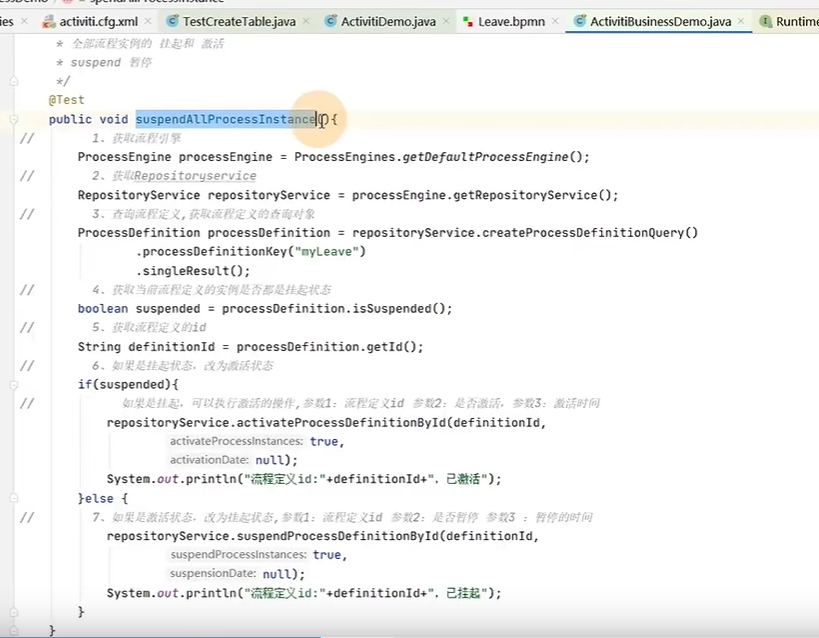 activiti.cfg.xml TestCreateTable.java ActivitiDemo.java Leave.bpmn ActivitiBusinessDemo.java
* 全部流程实例的 挂起和 激活
* suspend 暂停
*/
@Test
public void suspendAllProcessInstance(){
// 1、获取流程引擎
ProcessEngine processEngine = ProcessEngines.getDefaultProcessEngine();
// 2、获取Repositoryservice
RepositoryService repositoryService = processEngine.getRepositoryService();
// 3、查询流程定义,获取流程定义的查询对象
ProcessDefinition processDefinition = repositoryService.createProcessDefinitionQuery()
.processDefinitionKey("myLeave")
.singleResult();
// 4、获取当前流程定义的实例是否都是挂起状态
boolean suspended = processDefinition.isSuspended();
// 5、获取流程定义的id
String definitionId = processDefinition.getId();
// 6、如果是挂起状态，改为激活状态
if(suspended){
// 如果是挂起，可以执行激活的操作,参数1：流程定义id 参数2：是否激活，参数3：激活时间
repositoryService.activateProcessDefinitionById(definitionId,
activateProcessInstances: true,
activationDate: null);
System.out.println("流程定义id:"+definitionId+"，已激活");
}else {
// 7、如果是激活状态，改为挂起状态,参数1：流程定义id 参数2：是否暂停 参数3 ：暂停的时间
repositoryService.suspendProcessDefinitionById(definitionId,
suspendProcessInstances: true,
suspensionDate: null);
System.out.println("流程定义id:"+definitionId+"，已挂起");
}
}